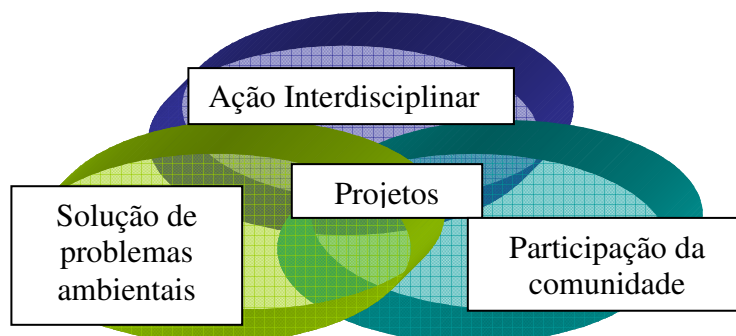 Ação Interdisciplinar
Projetos
Solução de
problemas
ambientais
Participação da
comunidade